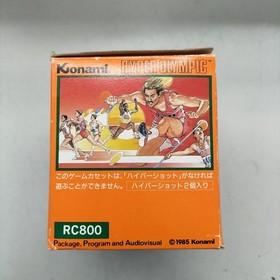 Konami HYPER OLYMPIC™
このゲームカセットは、「ハイパーショット」がなければ
遊ぶことができません。 ハイパーショット2個入り
RC800
Package, Program and Audiovisual ©1985 Konami